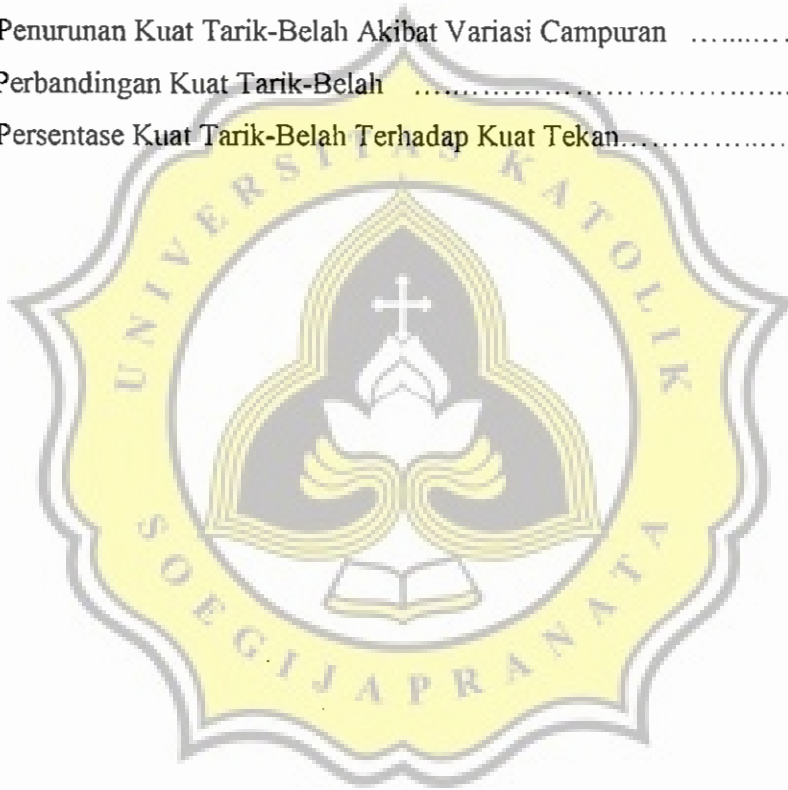 Penurunan Kuat Tarik-Belah Akibat Variasi Campuran ............
Perbandingan Kuat Tarik-Belah ..............................
Persentase Kuat Tarik-Belah Terhadap Kuat Tekan..................
UNIVERSITAS KATOLIK
SOEGIJAPRANATA